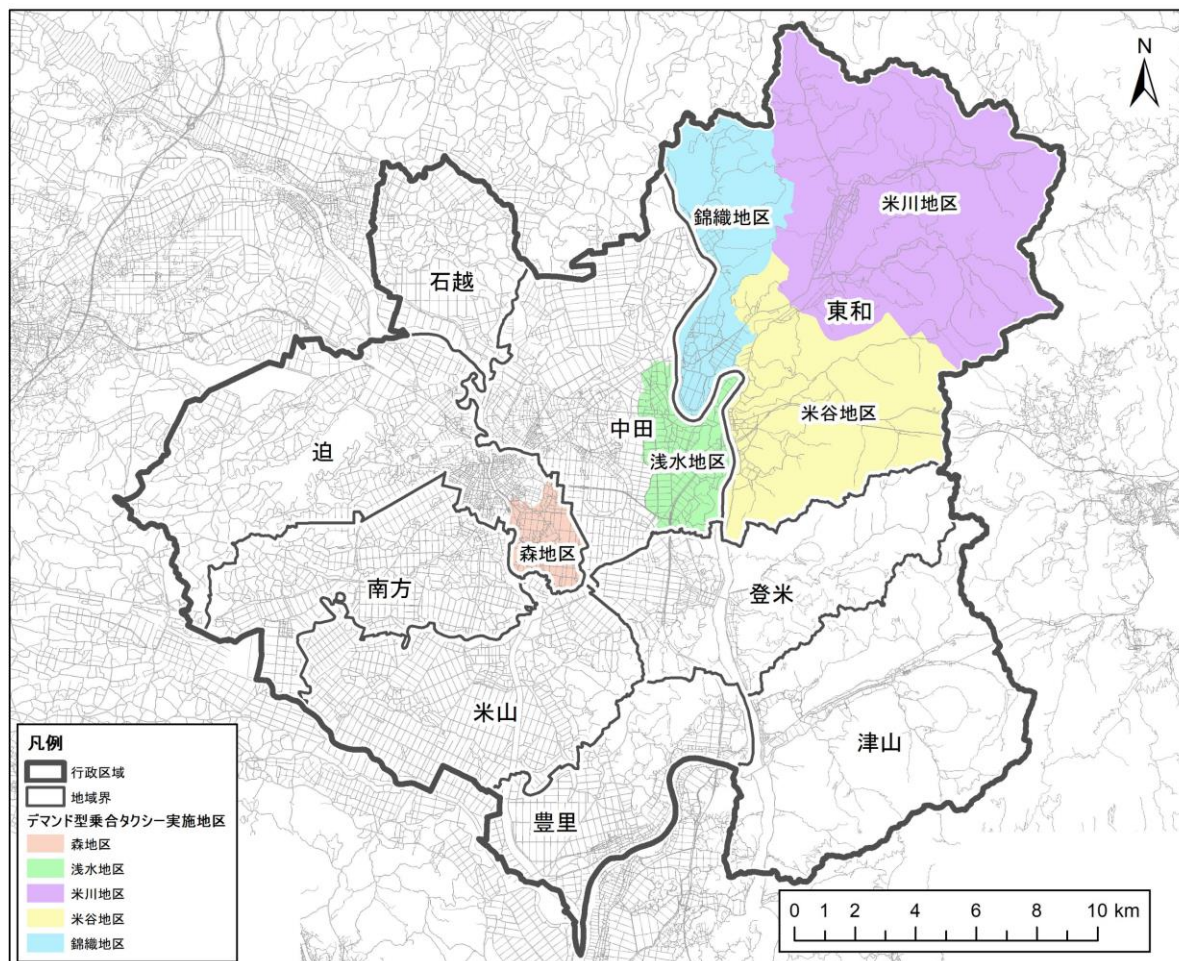 N
錦織地区
米川地区
石越
東和
米谷地区
中田
迫
浅水地区
森地区
南方
登米
米山
津山
豊里
凡例
行政区域
地域界
デマンド型乗合タクシー実施地区
森地区
浅水地区
米川地区
米谷地区
錦織地区
0 1 2 4 6 8 10 km